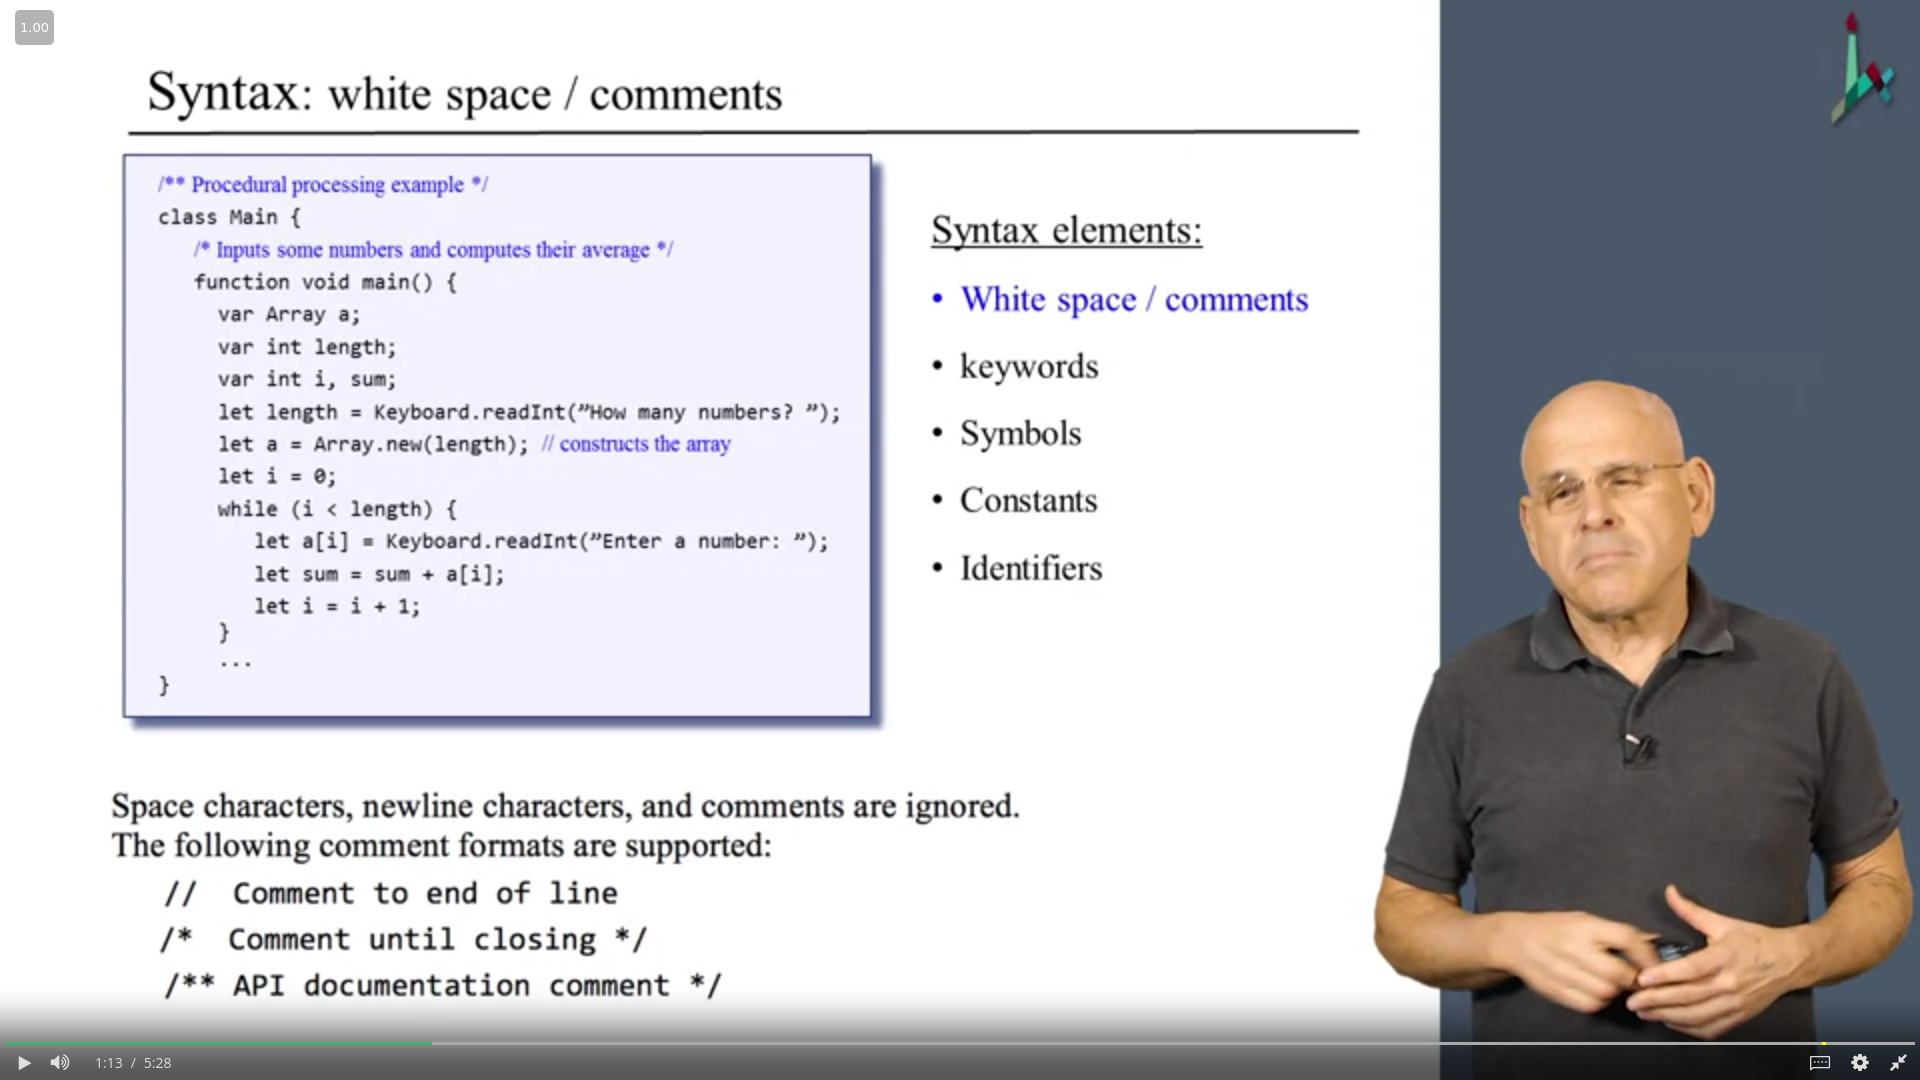 1.00
Syntax: white space / comments
/** Procedural processing example */
class Main {
/* Inputs some numbers and computes their average */
function void main() {
var Array a;
var int length;
var int i, sum;
let length = Keyboard.readInt(”How many numbers? ”);
let a = Array.new(length); // constructs the array
let i = 0;
while (i < length) {
let a[i] = Keyboard.readInt(”Enter a number: ”);
let sum = sum + a[i];
let i = i + 1;
}
...
}
Syntax elements:
• White space / comments
• keywords
• Symbols
• Constants
• Identifiers
Space characters, newline characters, and comments are ignored.
The following comment formats are supported:
// Comment to end of line
/* Comment until closing */
/** API documentation comment */
1:13 / 5:28